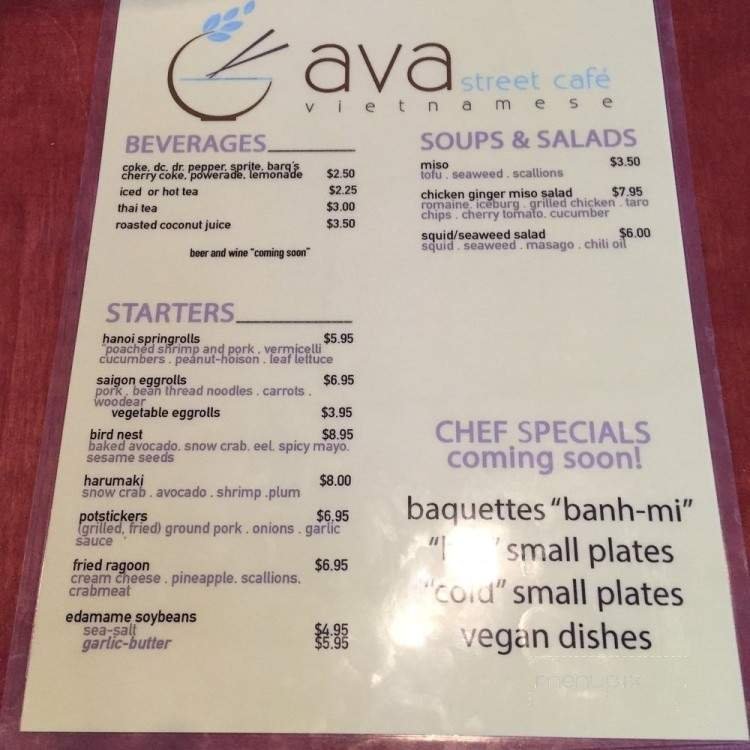 ava street café
vietnamese
BEVERAGES
coke, dc, dr. pepper, sprite, barq's
cherry coke, powerade, lemonade $2.50
iced or hot tea $2.25
thai tea $3.00
roasted coconut juice $3.50
beer and wine "coming soon"
STARTERS
hanoi springrolls $5.95
poached shrimp and pork . vermicelli
cucumbers . peanut-hoison . leaf lettuce
saigon eggrolls $6.95
pork . bean thread noodles . carrots .
woodear
vegetable eggrolls $3.95
bird nest $8.95
baked avocado. snow crab. eel. spicy mayo.
sesame seeds
harumaki $8.00
snow crab . avocado . shrimp .plum
potstickers $6.95
(grilled, fried) ground pork . onions . garlic
sauce
fried ragoon $6.95
cream cheese . pineapple. scallions.
crabmeat
edamame soybeans
sea-salt $4.95
garlic-butter $5.95
SOUPS & SALADS
miso $3.50
tofu . seaweed . scallions
chicken ginger miso salad $7.95
romaine. iceburg . grilled chicken . taro
chips . cherry tomato. cucumber
squid/seaweed salad $6.00
squid . seaweed . masago . chili oil
CHEF SPECIALS
coming soon!
baquettes "banh-mi"
small plates
"cold" small plates
vegan dishes